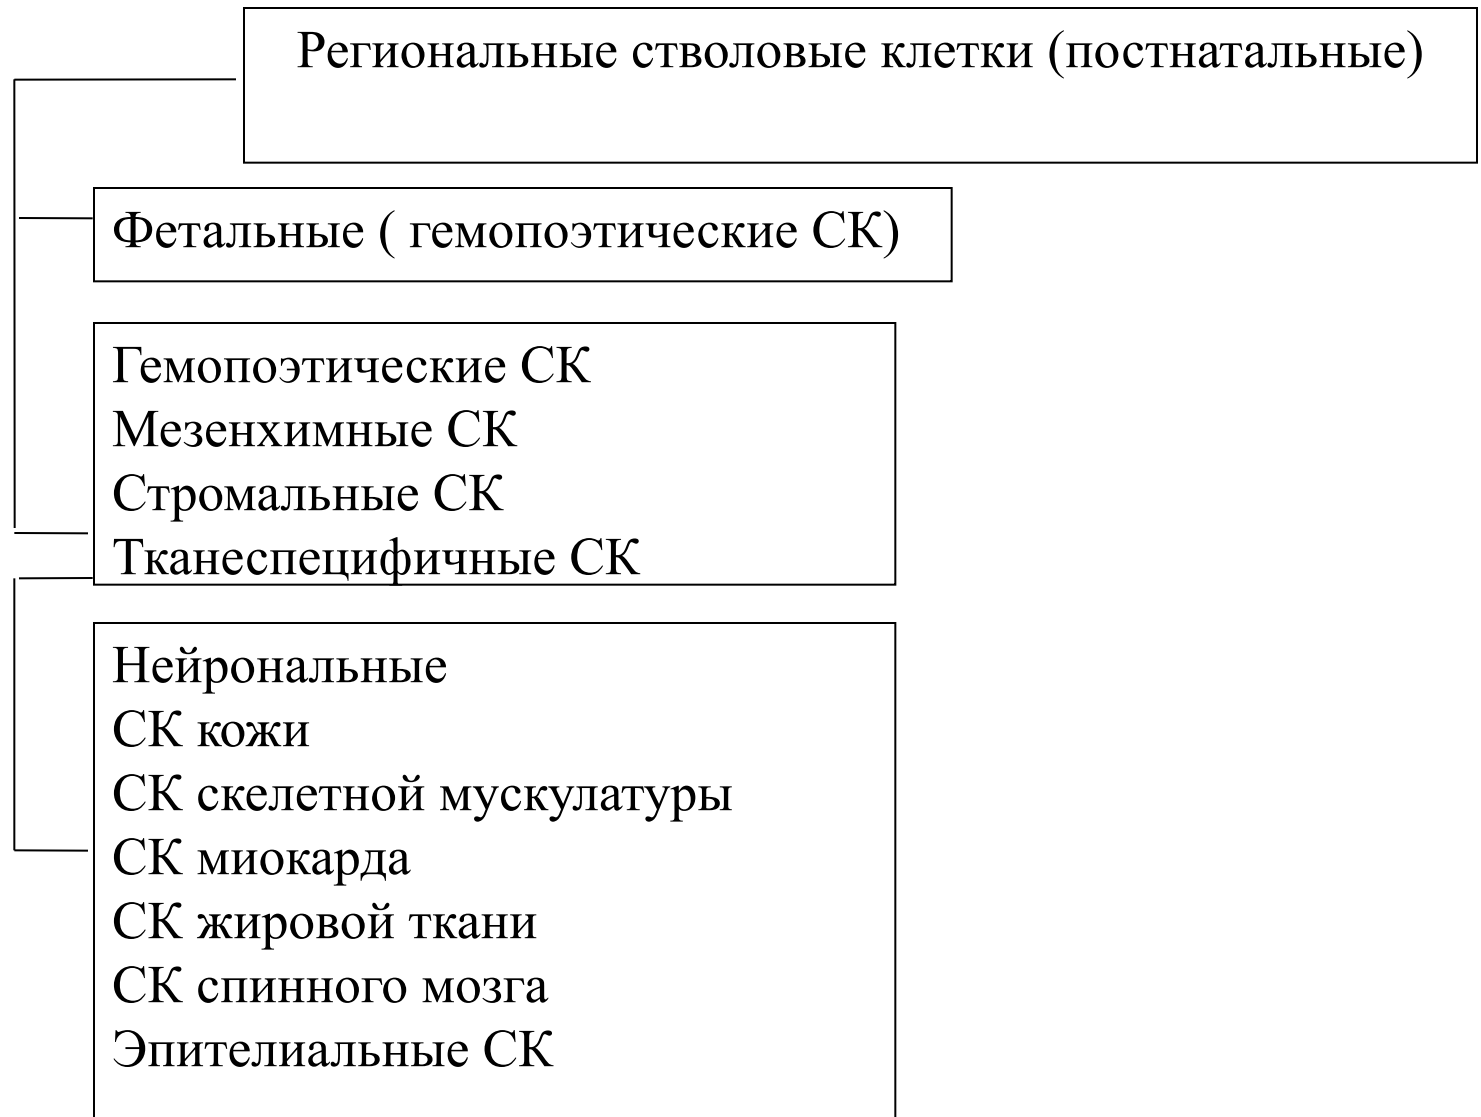 Региональные стволовые клетки (постнатальные)
Фетальные ( гемопоэтические СК)
Гемопоэтические СК
Мезенхимные СК
Стромальные СК
Тканеспецифичные СК
Нейрональные
СК кожи
СК скелетной мускулатуры
СК миокарда
СК жировой ткани
СК спинного мозга
Эпителиальные СК